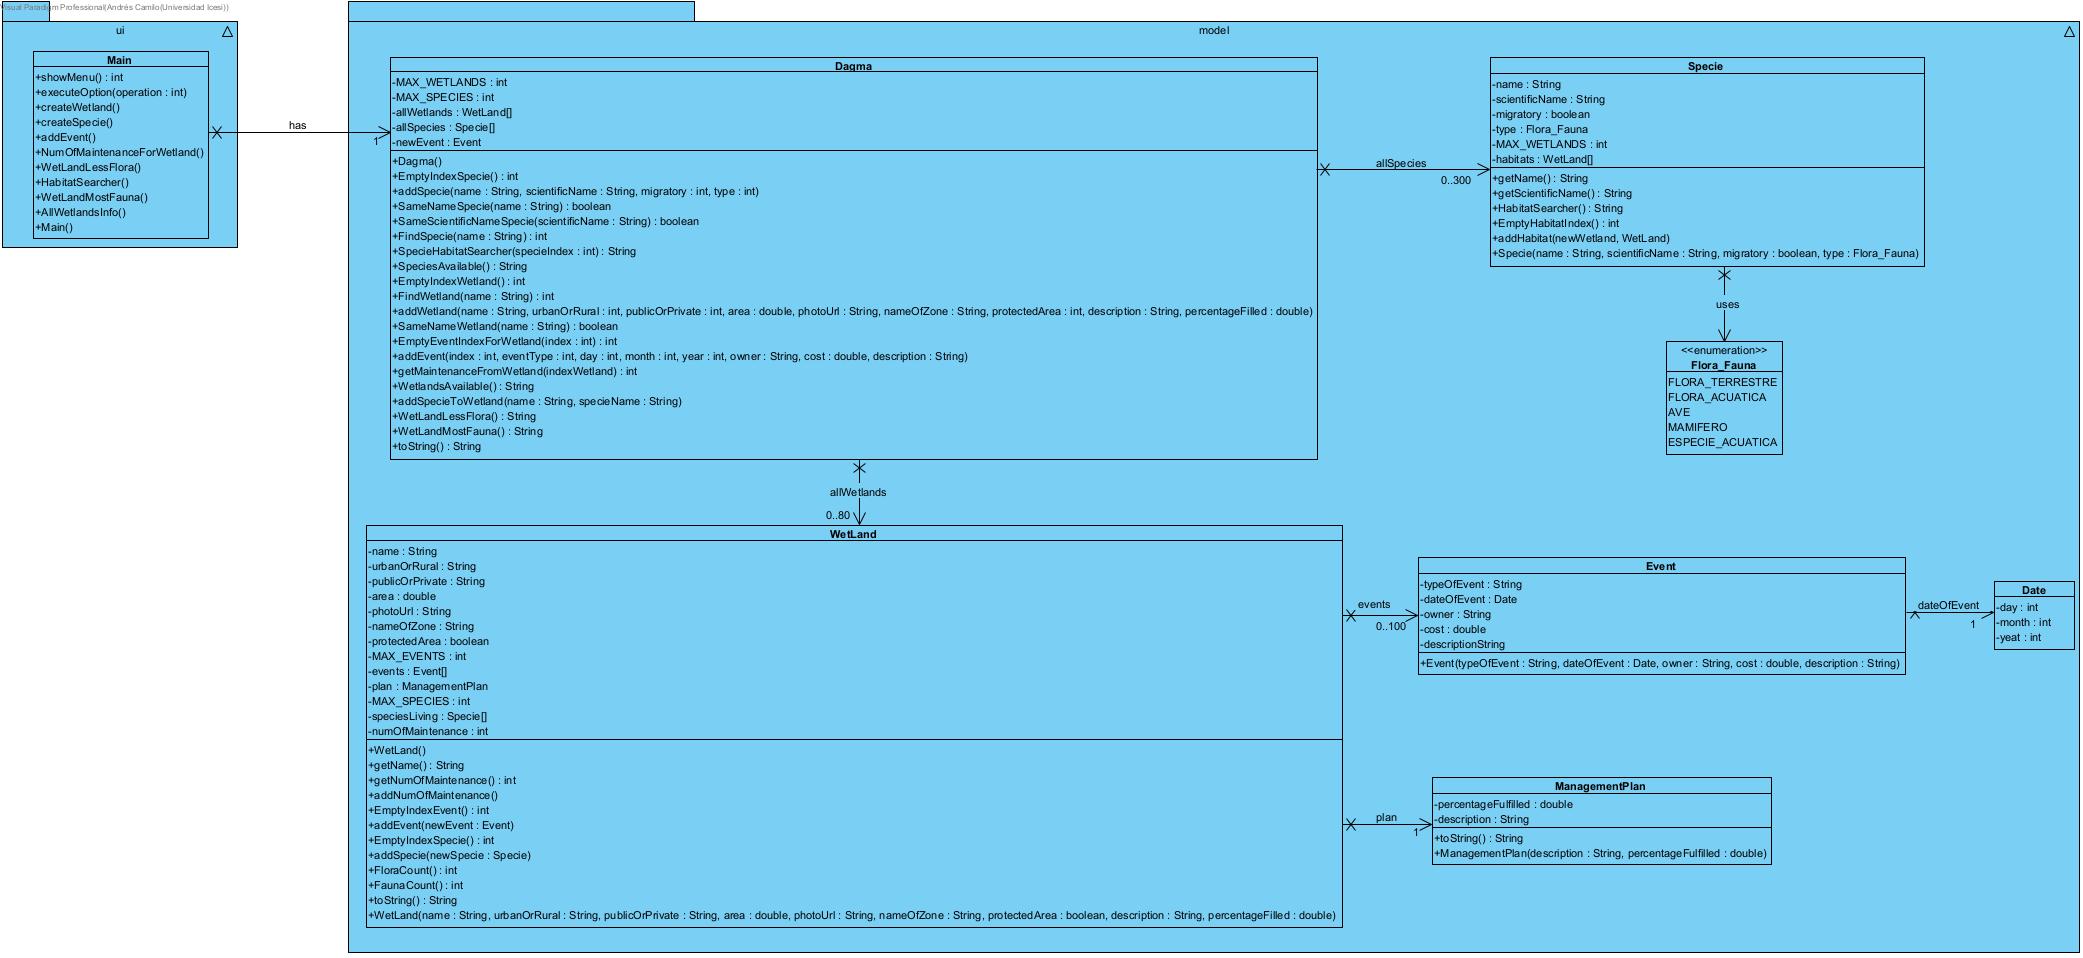 Visual Paradigm Professional(Andrés Camilo(Universidad Icesi))
ui
Main
+showMenu() : int
+executeOption(operation : int)
+createWetland()
+createSpecie()
+addEvent()
+NumOfMaintenanceForWetland()
+WetLandLessFlora()
+HabitatSearcher()
+WetLandMostFauna()
+AllWetlandsInfo()
+Main()
has
1
model
Dagma
-MAX_WETLANDS : int
-MAX_SPECIES : int
-allWetlands : WetLand[]
-allSpecies : Specie[]
-newEvent : Event
+Dagma()
+EmptyIndexSpecie() : int
+addSpecie(name : String, scientificName : String, migratory : int, type : int)
+SameNameSpecie(name : String) : boolean
+SameScientificNameSpecie(scientificName : String) : boolean
+FindSpecie(name : String) : int
+SpecieHabitatSearcher(specieIndex : int) : String
+SpeciesAvailable() : String
+EmptyIndexWetland() : int
+FindWetland(name : String) : int
+addWetland(name : String, urbanOrRural : int, publicOrPrivate : int, area : double, photoUrl : String, nameOfZone : String, protectedArea : int, description : String, percentageFilled : double)
+SameNameWetland(name : String) : boolean
+EmptyEventIndexForWetland(index : int) : int
+addEvent(index : int, eventType : int, day : int, month : int, year : int, owner : String, cost : double, description : String)
+getMaintenanceFromWetland(indexWetland) : int
+WetlandsAvailable() : String
+addSpecieToWetland(name : String, specieName : String)
+WetLandLessFlora() : String
+WetLandMostFauna() : String
+toString() : String
allSpecies
0..300
Specie
-name : String
-scientificName : String
-migratory : boolean
-type : Flora_Fauna
-MAX_WETLANDS : int
-habitats : WetLand[]
+getName() : String
+getScientificName() : String
+HabitatSearcher() : String
+EmptyHabitatIndex() : int
+addHabitat(newWetland, WetLand)
+Specie(name : String, scientificName : String, migratory : boolean, type : Flora_Fauna)
uses
<<enumeration>>
Flora_Fauna
FLORA_TERRESTRE
FLORA_ACUATICA
AVE
MAMIFERO
ESPECIE_ACUATICA
allWetlands
0..80
WetLand
-name : String
-urbanOrRural : String
-publicOrPrivate : String
-area : double
-photoUrl : String
-nameOfZone : String
-protectedArea : boolean
-MAX_EVENTS : int
-events : Event[]
-plan : ManagementPlan
-MAX_SPECIES : int
-speciesLiving : Specie[]
-numOfMaintenance : int
+WetLand()
+getName() : String
+getNumOfMaintenance() : int
+addNumOfMaintenance()
+EmptyIndexEvent() : int
+addEvent(newEvent : Event)
+EmptyIndexSpecie() : int
+addSpecie(newSpecie : Specie)
+FloraCount() : int
+FaunaCount() : int
+toString() : String
+WetLand(name : String, urbanOrRural : String, publicOrPrivate : String, area : double, photoUrl : String, nameOfZone : String, protectedArea : boolean, description : String, percentageFilled : double)
events
0..100
Event
-typeOfEvent : String
-dateOfEvent : Date
-owner : String
-cost : double
-descriptionString
+Event(typeOfEvent : String, dateOfEvent : Date, owner : String, cost : double, description : String)
dateOfEvent
1
Date
-day : int
-month : int
-yeat : int
plan
1
ManagementPlan
-percentageFulfilled : double
-description : String
+toString() : String
+ManagementPlan(description : String, percentageFulfilled : double)